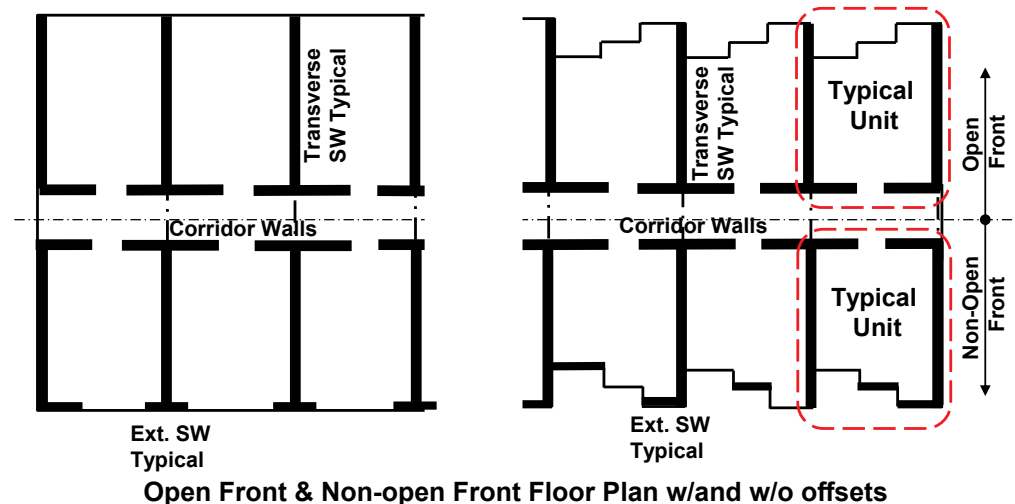 Transverse
SW Typical
Corridor Walls
Ext. SW
Typical
Transverse
SW Typical
Typical
Unit
Open
Front
Corridor Walls
Typical
Unit
Non-Open
Front
Ext. SW
Typical
Open Front & Non-open Front Floor Plan w/and w/o offsets